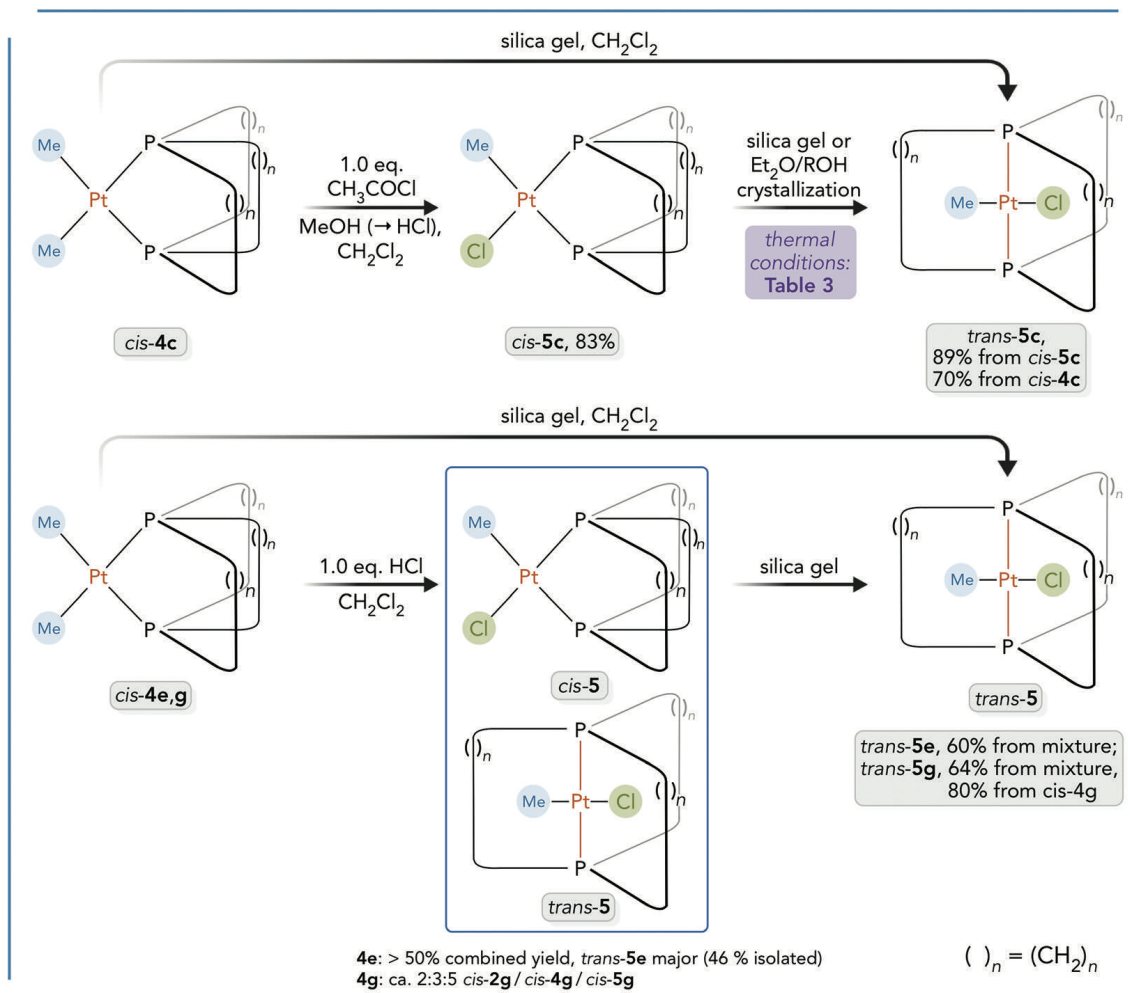 silica gel, CH2Cl2
Me
Me
Pt
P
P
( )n
( )n
( )n
1.0 eq.
CH3COCl
MeOH (→ HCl),
CH2Cl2
Me
Cl
Pt
P
P
( )n
( )n
( )n
silica gel or
Et2O/ROH
crystallization
thermal
conditions:
Table 3
P
( )n
( )n
( )n
Me Pt Cl
P
cis-4c
cis-5c, 83%
trans-5c,
89% from cis-5c
70% from cis-4c
silica gel, CH2Cl2
Me
Me
Pt
P
P
( )n
( )n
( )n
1.0 eq. HCl
CH2Cl2
Me
Cl
Pt
P
P
( )n
( )n
( )n
cis-5
silica gel
P
( )n
( )n
( )n
Me Pt Cl
P
cis-4e,g
trans-5
P
( )n
( )n
( )n
Me Pt Cl
P
trans-5
trans-5e, 60% from mixture;
trans-5g, 64% from mixture,
80% from cis-4g
4e: > 50% combined yield, trans-5e major (46 % isolated)
4g: ca. 2:3:5 cis-2g / cis-4g / cis-5g
( )n = (CH2)n